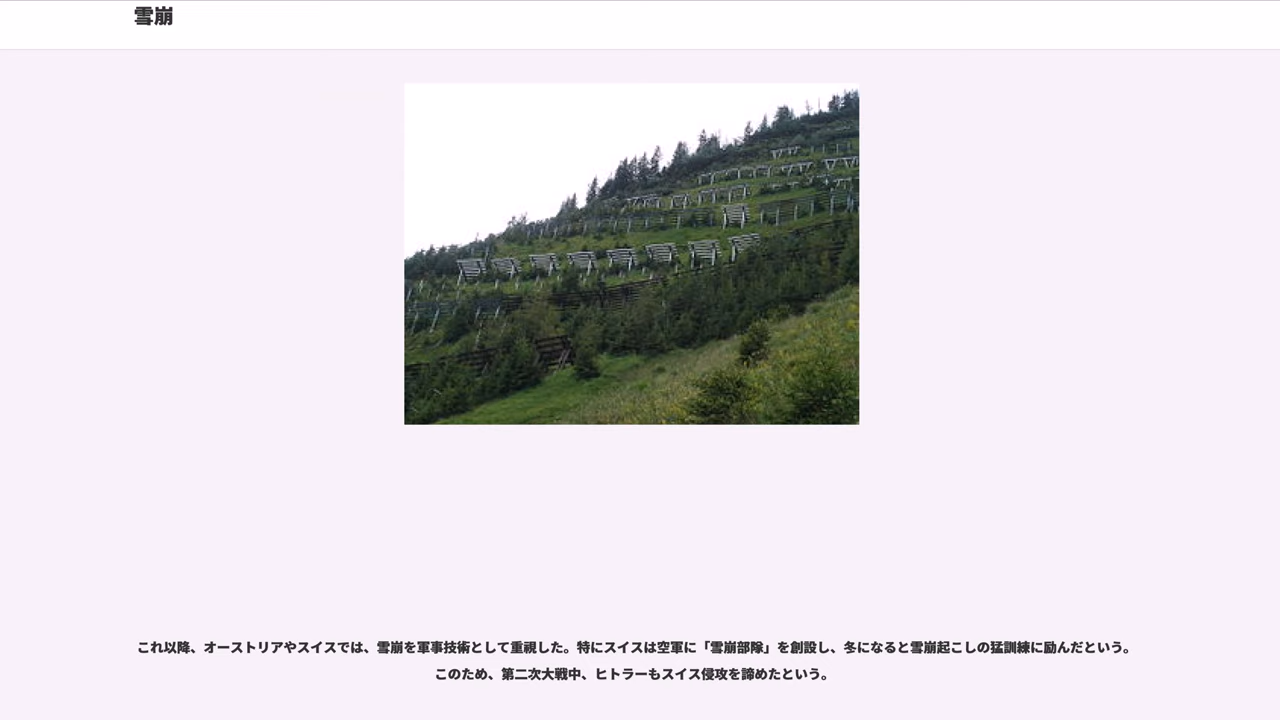 雪崩
これ以降、オーストリアやスイスでは、雪崩を軍事技術として重視した。特にスイスは空軍に「雪崩部隊」を創設し、冬になると雪崩起こしの猛訓練に励んだという。
このため、第二次大戦中、ヒトラーもスイス侵攻を諦めたという。